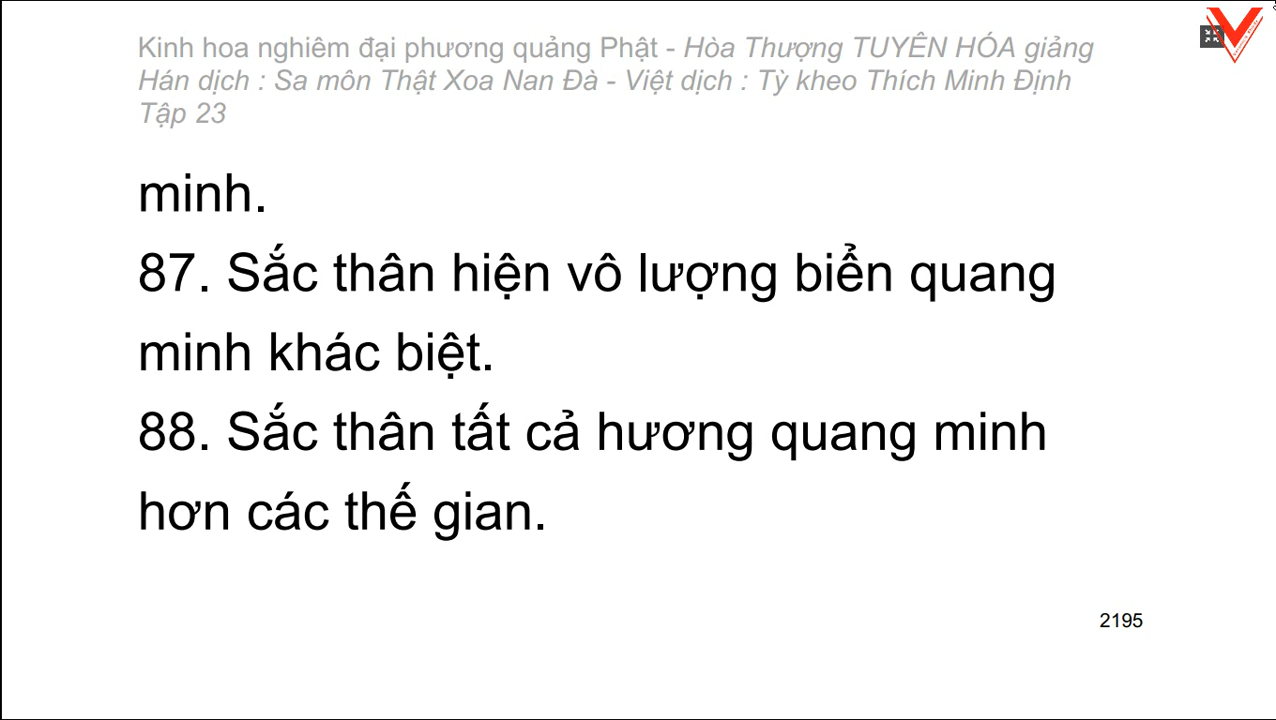 Kinh hoa nghiêm đại phương quảng Phật - Hòa Thượng TUYÊN HÓA giảng
Hán dịch : Sa môn Thật Xoa Nan Đà - Việt dịch : Tỳ kheo Thích Minh Định
Tập 23
minh.
87. Sắc thân hiện vô lượng biển quang
minh khác biệt.
88. Sắc thân tất cả hương quang minh
hơn các thế gian.
2195